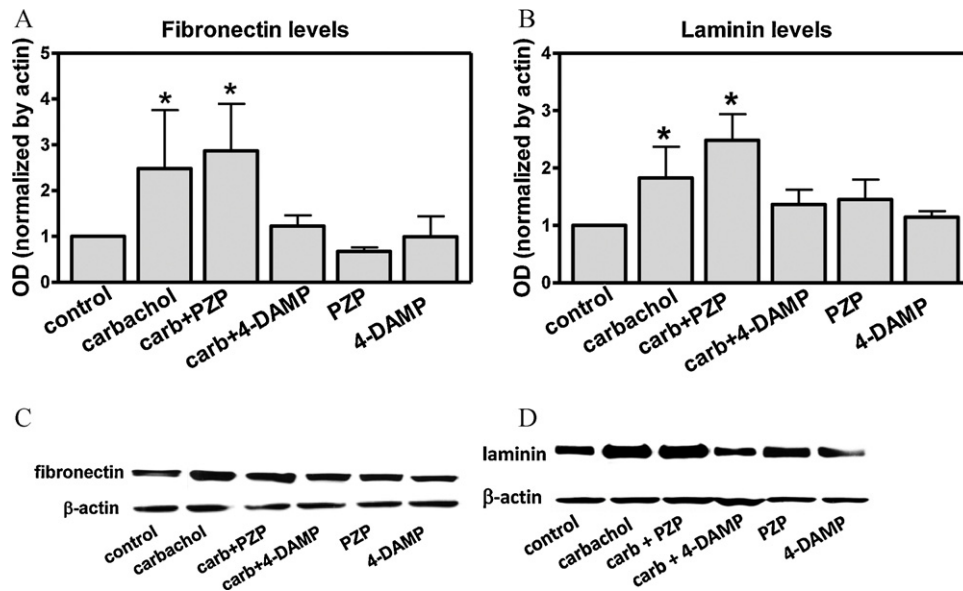 A
Fibronectin levels
OD (normalized by actin)
5
4
3
2
1
0
* *
control
carbachol
carb+PZP
carb+4-DAMP
PZP
4-DAMP
B
Laminin levels
OD (normalized by actin)
4
3
2
1
0
* *
control
carbachol
carb+PZP
carb+4-DAMP
PZP
4-DAMP
C
fibronectin
β-actin
control
carbachol
carb+PZP
carb+4-DAMP
PZP
4-DAMP
D
laminin
β-actin
control
carbachol
carb + PZP
carb + 4-DAMP
PZP
4-DAMP